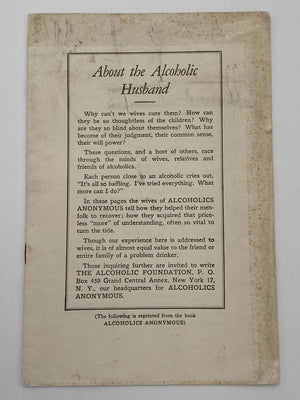 About the Alcoholic
Husband
Why can't we wives cure them? How can
they be so thoughtless of the children? Why
are they so blind about themselves? What has
become of their judgment, their common sense,
their will power?
These questions, and a host of others, race
through the minds of wives, relatives and
friends of alcoholics.
Each person close to an alcoholic cries out,
"It's all so baffling. I've tried everything. What
more can I do?"
In these pages the wives of ALCOHOLICS
ANONYMOUS tell how they helped their men-
folk to recover; how they acquired that price-
less "more" of understanding, often so vital to
turn the tide.
Though our experience here is addressed to
wives, it is of almost equal value to the friend or
entire family of a problem drinker.
Those inquiring further are invited to write
THE ALCOHOLIC FOUNDATION, P. O.
Box 459 Grand Central Annex, New York 17,
N. Y., our headquarters for ALCOHOLICS
ANONYMOUS.
(The following is reprinted from the book
ALCOHOLICS ANONYMOUS)